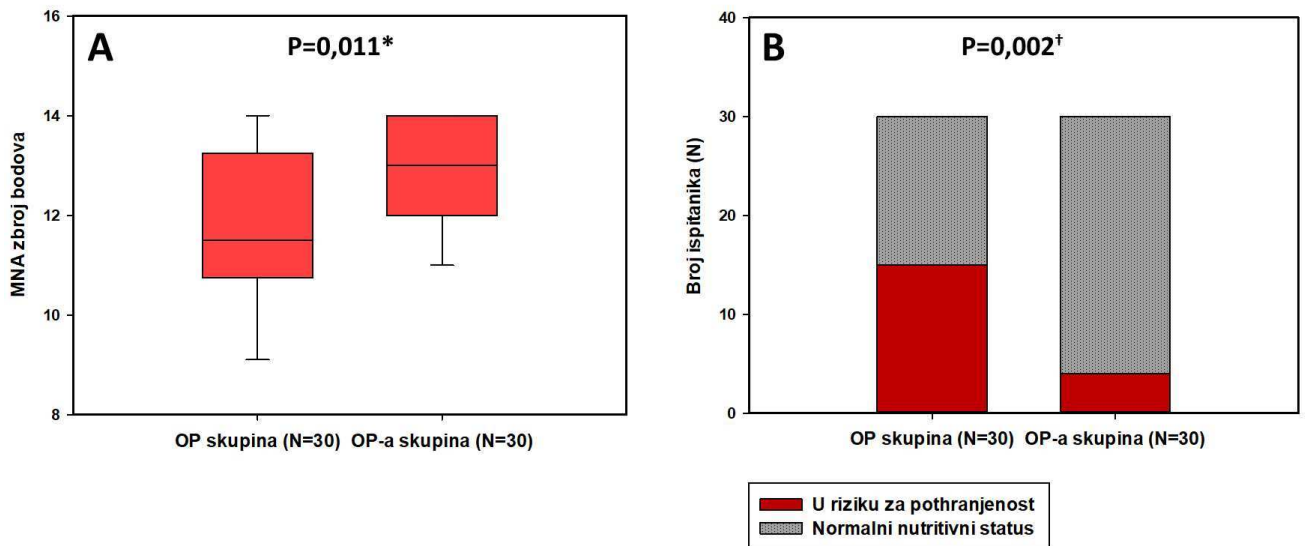 A
P=0,011*
MNA zbroj bodova
16
14
12
10
8
OP skupina (N=30) OP-a skupina (N=30)
B
P=0,002†
Broj ispitanika (N)
40
30
20
10
0
OP skupina (N=30) OP-a skupina (N=30)
U riziku za pothranjenost
Normalni nutritivni status